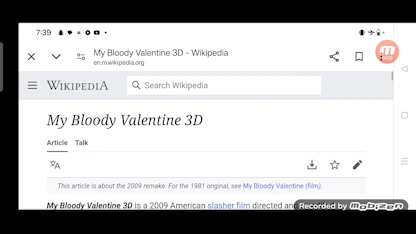 7:39
My Bloody Valentine 3D - Wikipedia
en.m.wikipedia.org
WIKIPEDIA
Search Wikipedia
My Bloody Valentine 3D
Article Talk
This article is about the 2009 remake. For the 1981 original, see My Bloody Valentine (film).
My Bloody Valentine 3D is a 2009 American slasher film directed and
Recorded by Mobizen